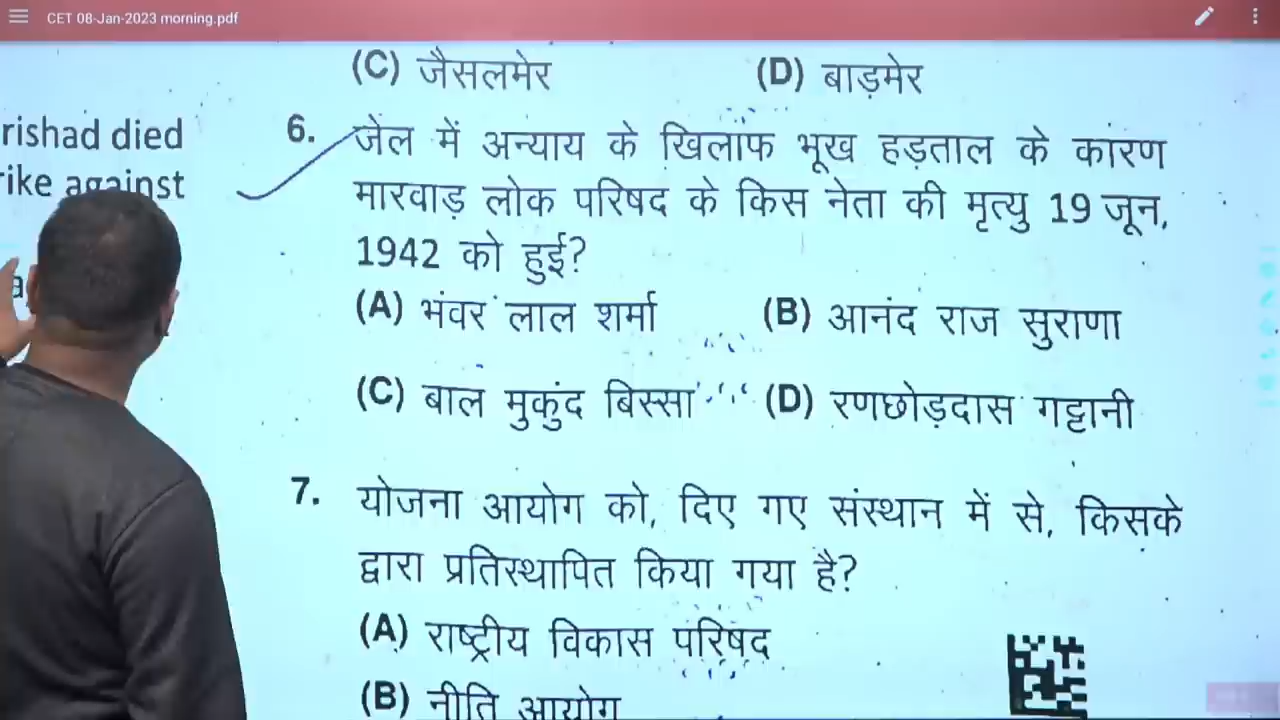 CET 08-Jan-2023 morning.pdf
(C) जैसलमेर (D) बाड़मेर
rishad died
ike against
6. जेल में अन्याय के खिलाफ भूख हड़ताल के कारण
मारवाड़ लोक परिषद के किस नेता की मृत्यु 19 जून,
1942 को हुई?
(A) भंवर लाल शर्मा (B) आनंद राज सुराणा
(C) बाल मुकुंद बिस्सा (D) रणछोड़दास गट्टानी
7. योजना आयोग को, दिए गए संस्थान में से, किसके
द्वारा प्रतिस्थापित किया गया है?
(A) राष्ट्रीय विकास परिषद
(B) नीति आयोग